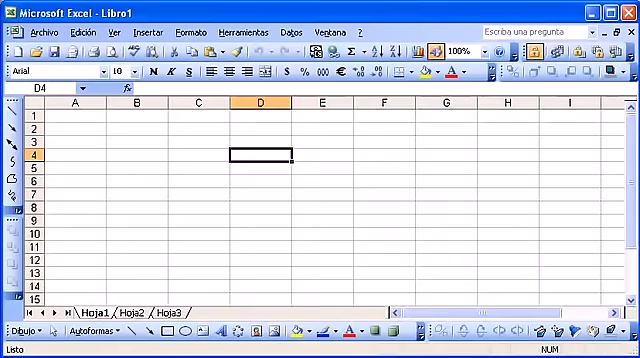 Microsoft Excel - Libro1
Archivo Edición Ver Insertar Formato Herramientas Datos Ventana ? Escriba una pregunta
100%
Arial 10 N K S % 000 €
D4 fx
A B C D E F G H I
1
2
3
4
5
6
7
8
9
10
11
12
13
14
15
Hoja1 Hoja2 Hoja3
Dibujo Autoformas
Listo NUM